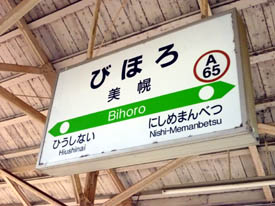 びほろ
美幌
A
65
Bihoro
ひうしない
Hiushinai
にしめまんべつ
Nishi-Memanbetsu